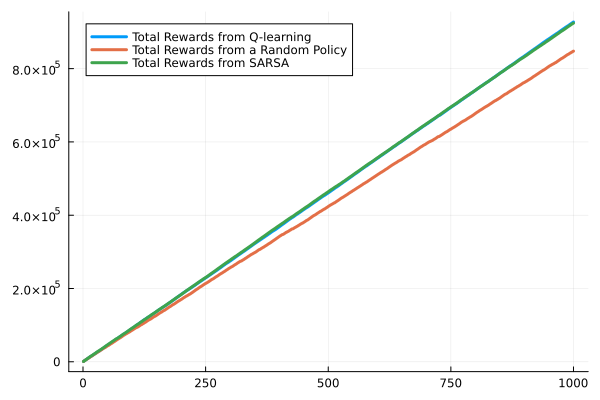 Total Rewards from Q-learning
Total Rewards from a Random Policy
Total Rewards from SARSA
8.0×10⁵
6.0×10⁵
4.0×10⁵
2.0×10⁵
0
0 250 500 750 1000